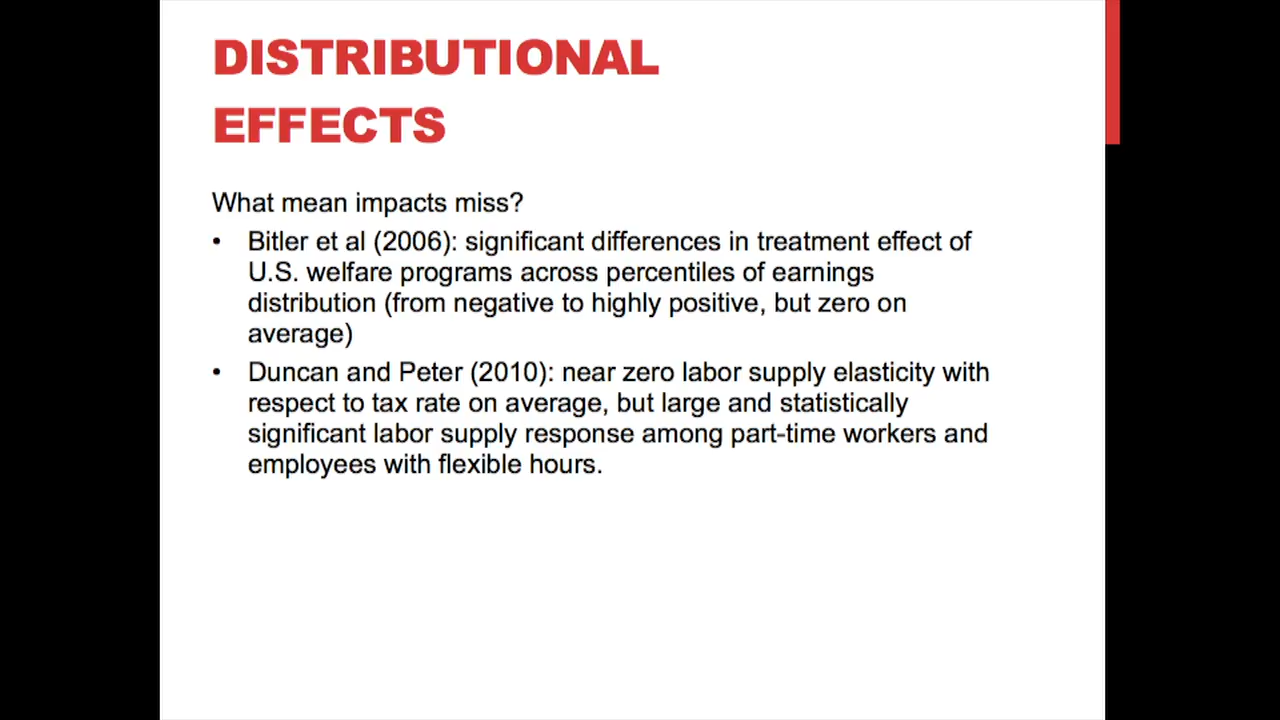 DISTRIBUTIONAL
EFFECTS
What mean impacts miss?
• Bitler et al (2006): significant differences in treatment effect of
U.S. welfare programs across percentiles of earnings
distribution (from negative to highly positive, but zero on
average)
• Duncan and Peter (2010): near zero labor supply elasticity with
respect to tax rate on average, but large and statistically
significant labor supply response among part-time workers and
employees with flexible hours.